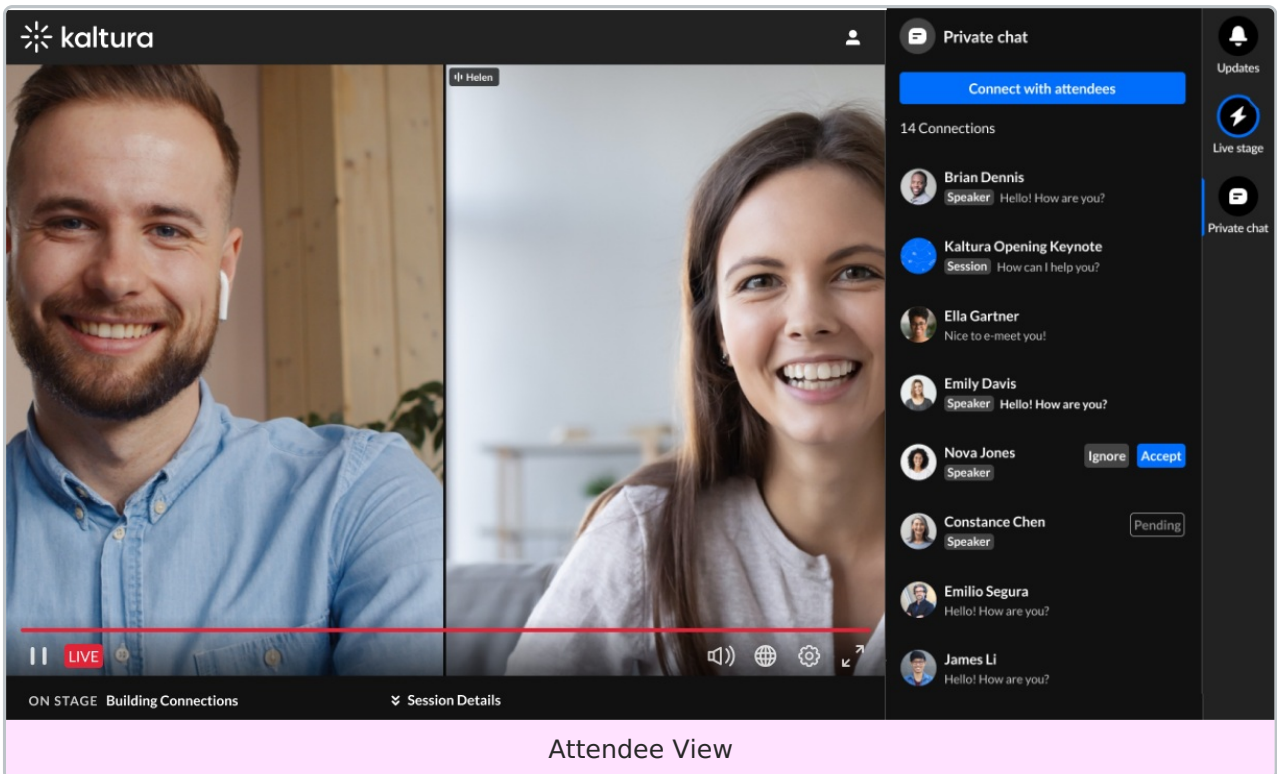 kaltura
Helen
LIVE
ON STAGE Building Connections
Session Details
Private chat
Connect with attendees
14 Connections
Brian Dennis
Speaker Hello! How are you?
Kaltura Opening Keynote
Session How can I help you?
Ella Gartner
Nice to e-meet you!
Emily Davis
Speaker Hello! How are you?
Nova Jones
Speaker
Ignore Accept
Constance Chen
Speaker
Pending
Emilio Segura
Hello! How are you?
James Li
Hello! How are you?
Updates
Live stage
Private chat
Attendee View